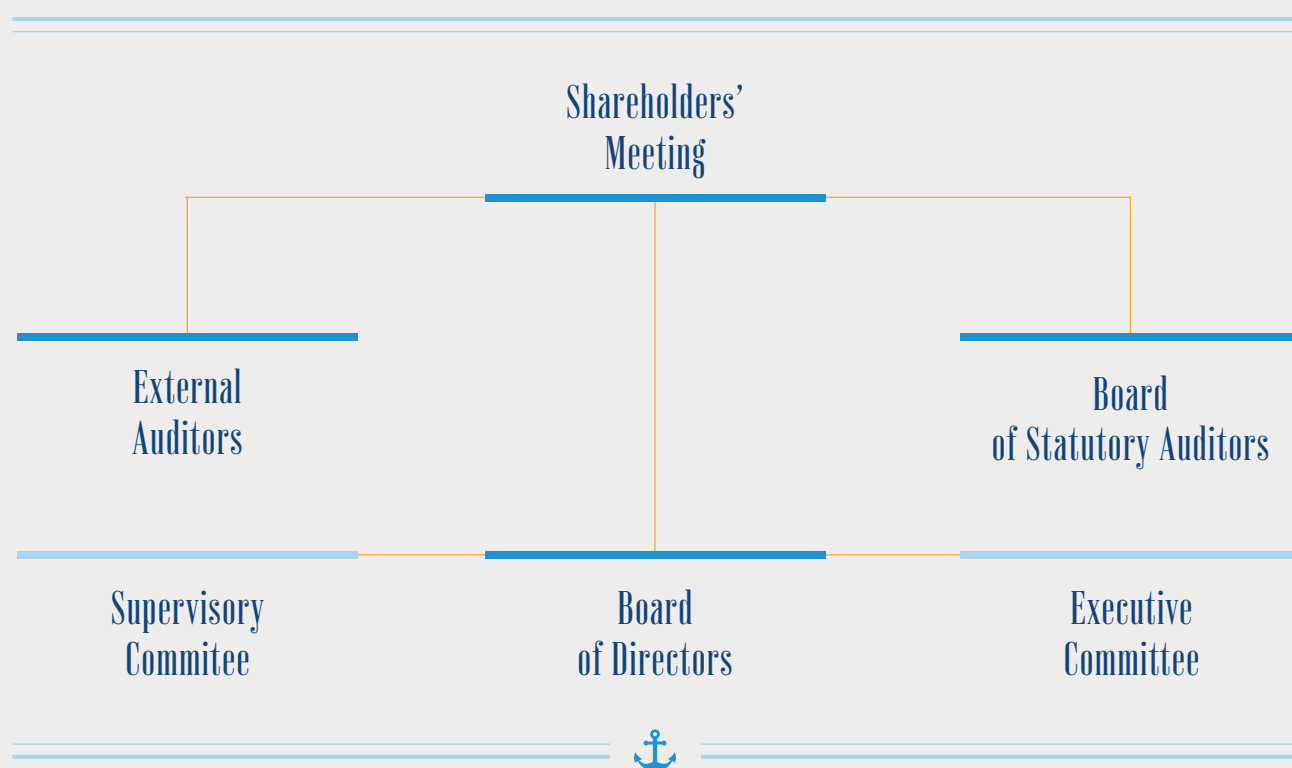 Shareholders’
Meeting
External
Auditors
Board
of Statutory Auditors
Supervisory
Commitee
Board
of Directors
Executive
Committee